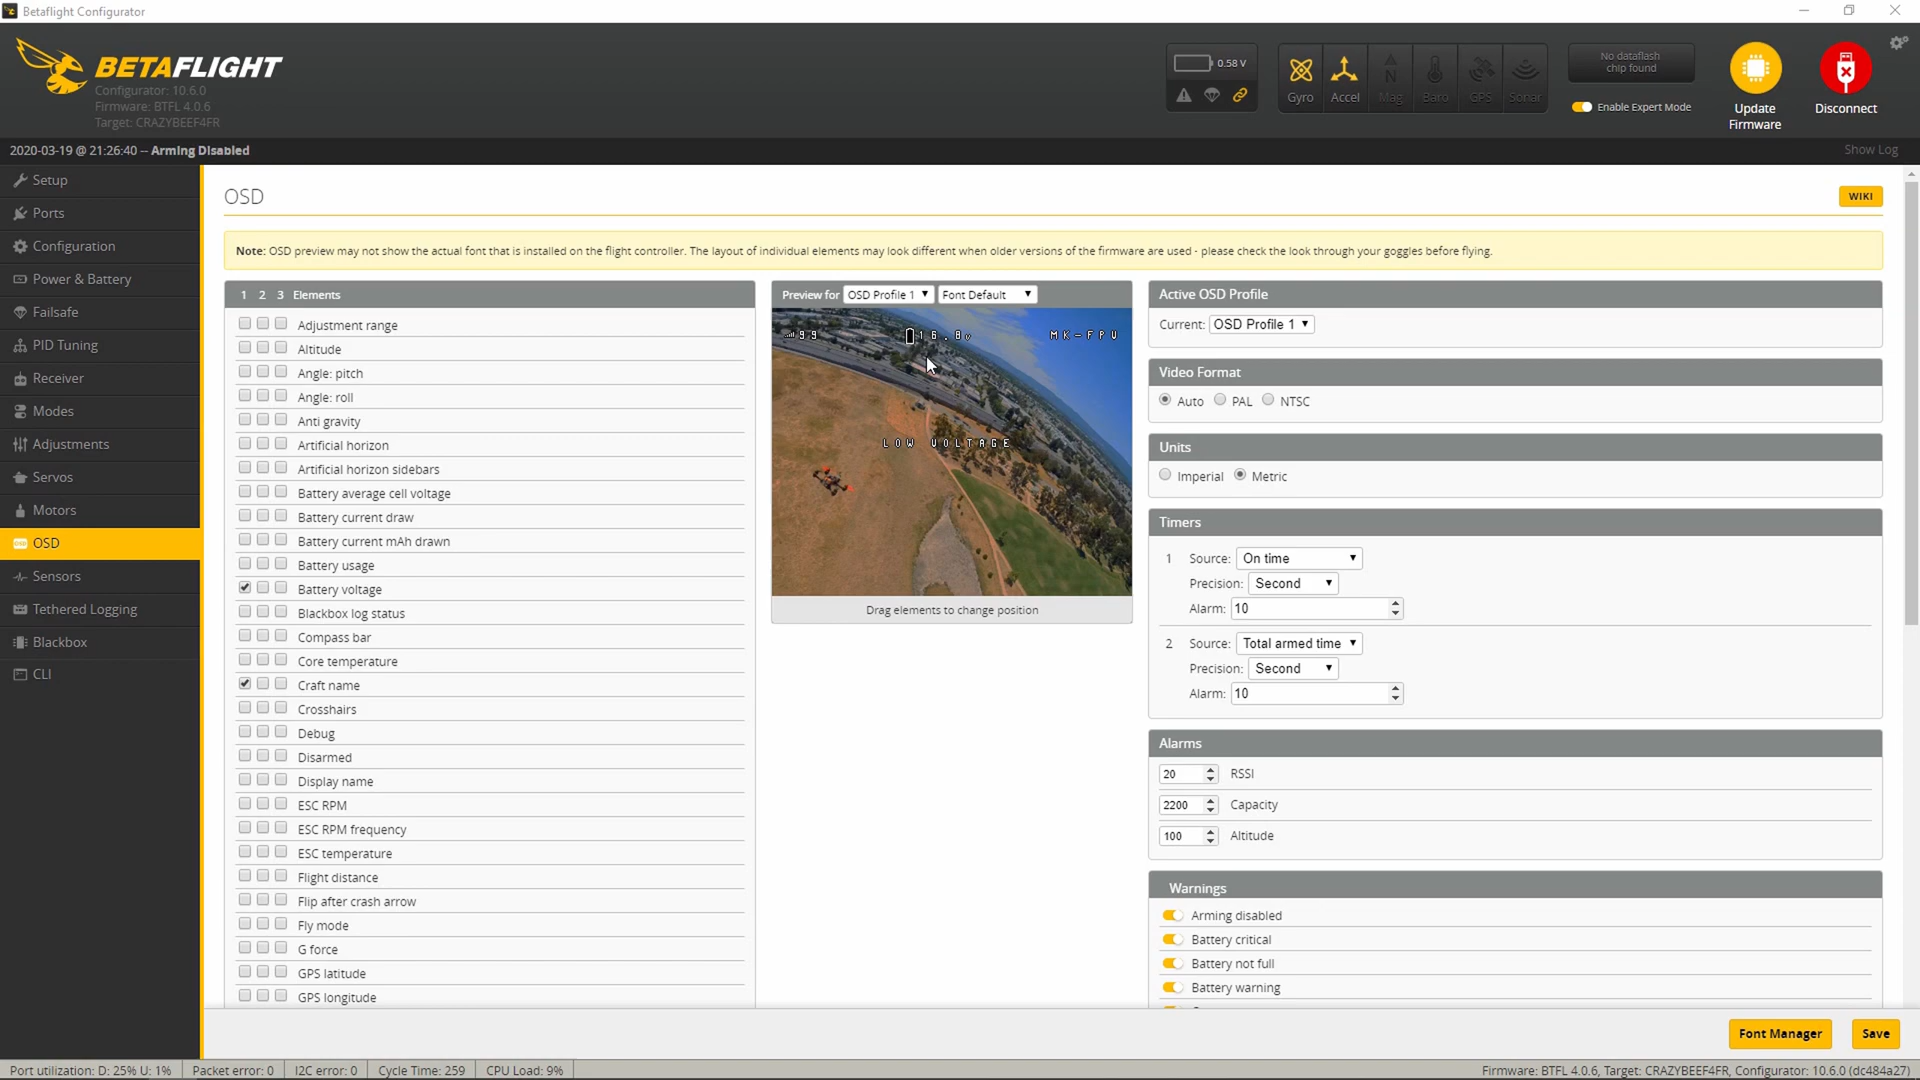 Betaflight Configurator
BETAFLIGHT
Configurator: 10.6.0
Firmware: BTFL 4.0.6
Target: CRAZYBEEF4FR
0.58 V
Gyro
Accel
Mag
Baro
GPS
Sonar
No dataflash
chip found
Enable Expert Mode
Update
Firmware
Disconnect
2020-03-19 @ 21:26:40 -- Arming Disabled
Show Log
Setup
Ports
Configuration
Power & Battery
Failsafe
PID Tuning
Receiver
Modes
Adjustments
Servos
Motors
OSD
Sensors
Tethered Logging
Blackbox
CLI
OSD
WIKI
Note: OSD preview may not show the actual font that is installed on the flight controller. The layout of individual elements may look different when older versions of the firmware are used - please check the look through your goggles before flying.
1 2 3 Elements
Adjustment range
Altitude
Angle: pitch
Angle: roll
Anti gravity
Artificial horizon
Artificial horizon sidebars
Battery average cell voltage
Battery current draw
Battery current mAh drawn
Battery usage
Battery voltage
Blackbox log status
Compass bar
Core temperature
Craft name
Crosshairs
Debug
Disarmed
Display name
ESC RPM
ESC RPM frequency
ESC temperature
Flight distance
Flip after crash arrow
Fly mode
G force
GPS latitude
GPS longitude
Preview for OSD Profile 1 Font Default
99 16.8v MK-FPV
LOW VOLTAGE
Drag elements to change position
Active OSD Profile
Current: OSD Profile 1
Video Format
Auto PAL NTSC
Units
Imperial Metric
Timers
1 Source: On time
Precision: Second
Alarm: 10
2 Source: Total armed time
Precision: Second
Alarm: 10
Alarms
20 RSSI
2200 Capacity
100 Altitude
Warnings
Arming disabled
Battery critical
Battery not full
Battery warning
Font Manager
Save
Port utilization: D: 25% U: 1%
Packet error: 0
I2C error: 0
Cycle Time: 259
CPU Load: 9%
Firmware: BTFL 4.0.6, Target: CRAZYBEEF4FR, Configurator: 10.6.0 (dc484a27)